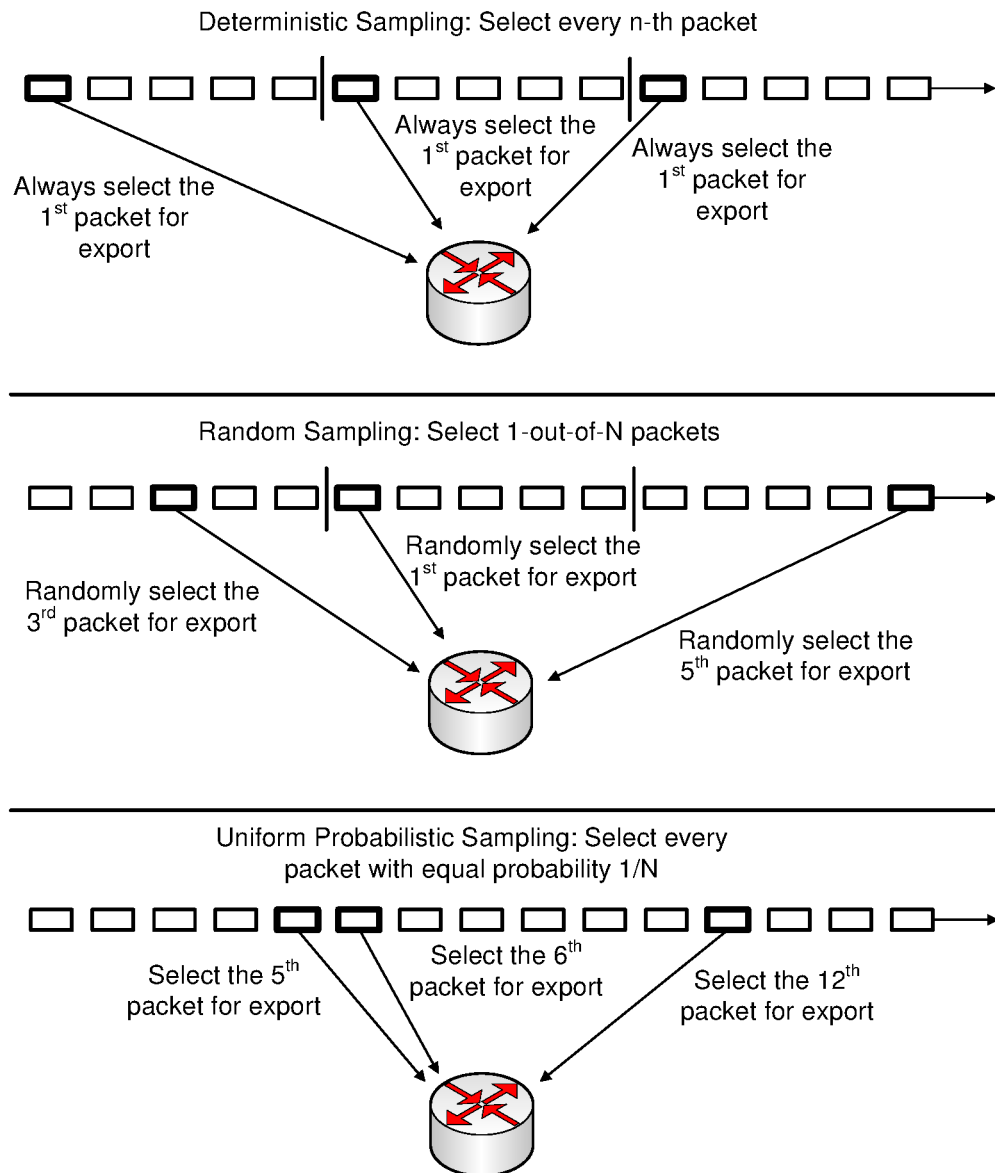 Deterministic Sampling: Select every n-th packet
Always select the
1st packet for
export
Always select the
1st packet for
export
Always select the
1st packet for
export
Random Sampling: Select 1-out-of-N packets
Randomly select the
3rd packet for export
Randomly select the
1st packet for export
Randomly select the
5th packet for export
Uniform Probabilistic Sampling: Select every
packet with equal probability 1/N
Select the 5th
packet for export
Select the 6th
packet for export
Select the 12th
packet for export